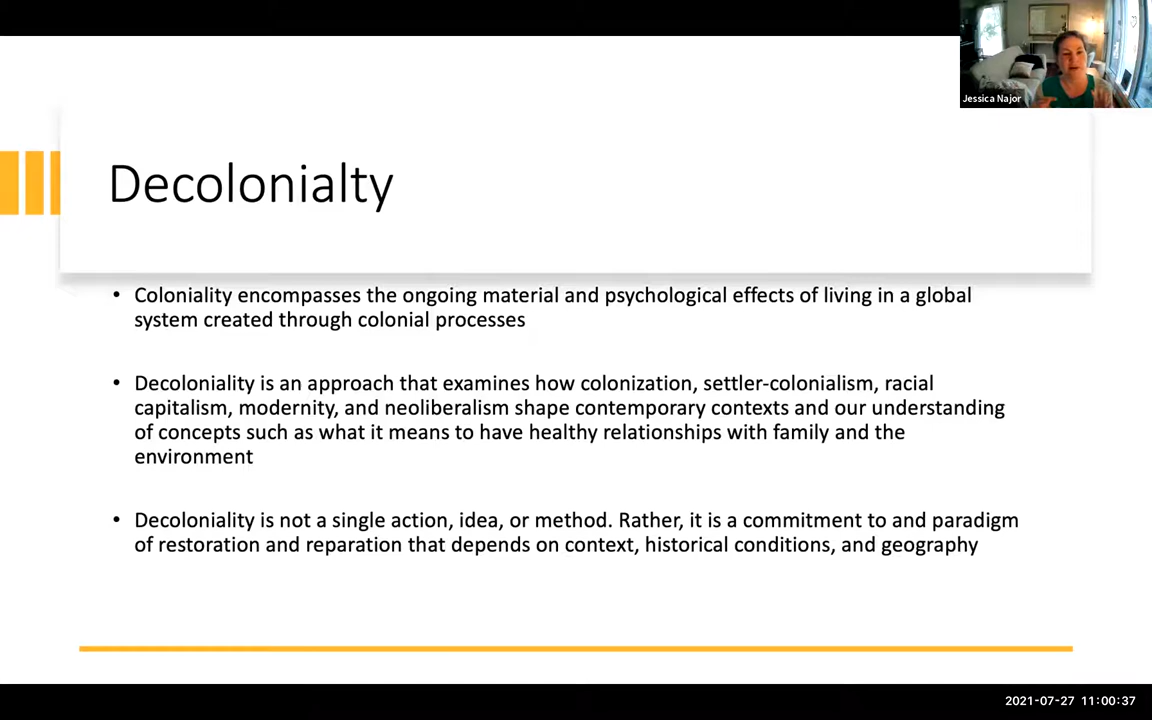 Jessica Najor
Decolonialty
• Coloniality encompasses the ongoing material and psychological effects of living in a global
system created through colonial processes
• Decoloniality is an approach that examines how colonization, settler-colonialism, racial
capitalism, modernity, and neoliberalism shape contemporary contexts and our understanding
of concepts such as what it means to have healthy relationships with family and the
environment
• Decoloniality is not a single action, idea, or method. Rather, it is a commitment to and paradigm
of restoration and reparation that depends on context, historical conditions, and geography
2021-07-27 11:00:37